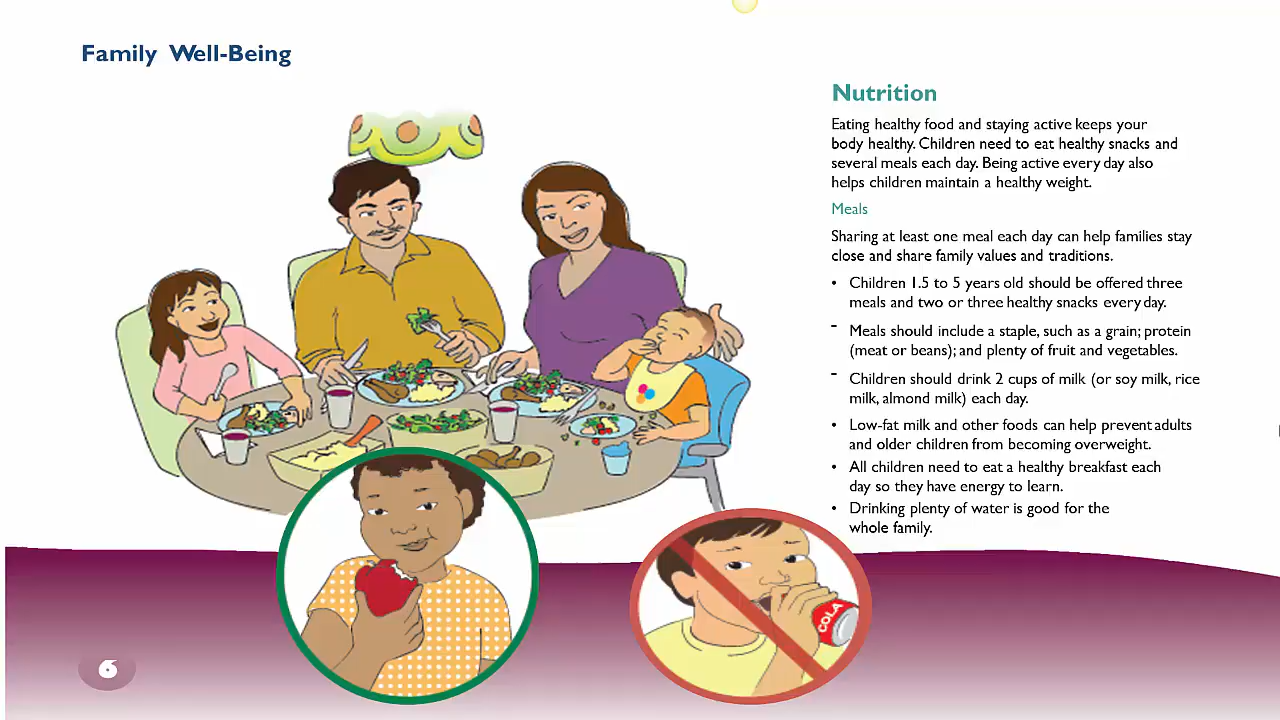 Family Well-Being
Nutrition
Eating healthy food and staying active keeps your
body healthy. Children need to eat healthy snacks and
several meals each day. Being active every day also
helps children maintain a healthy weight.
Meals
Sharing at least one meal each day can help families stay
close and share family values and traditions.
• Children 1.5 to 5 years old should be offered three
meals and two or three healthy snacks every day.
- Meals should include a staple, such as a grain; protein
(meat or beans); and plenty of fruit and vegetables.
- Children should drink 2 cups of milk (or soy milk, rice
milk, almond milk) each day.
• Low-fat milk and other foods can help prevent adults
and older children from becoming overweight.
• All children need to eat a healthy breakfast each
day so they have energy to learn.
• Drinking plenty of water is good for the
whole family.
COLA
6